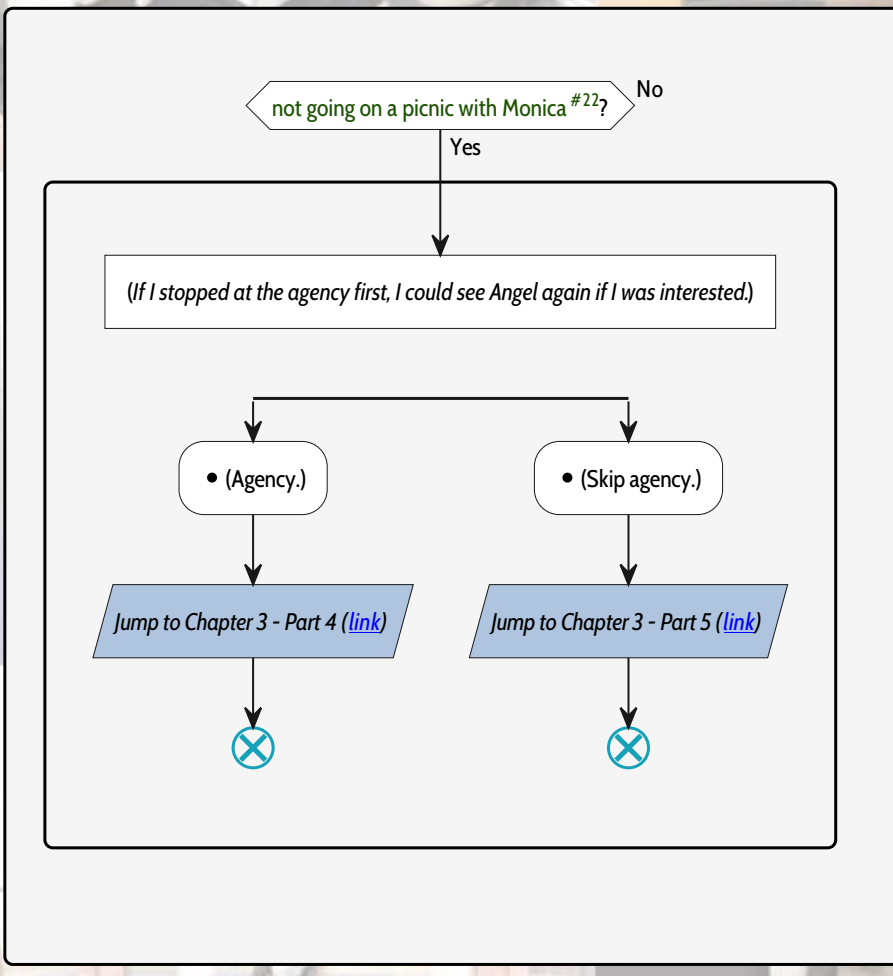 not going on a picnic with Monica #22?
No
Yes
(If I stopped at the agency first, I could see Angel again if I was interested.)
• (Agency.)
• (Skip agency.)
Jump to Chapter 3 - Part 4 (link)
Jump to Chapter 3 - Part 5 (link)